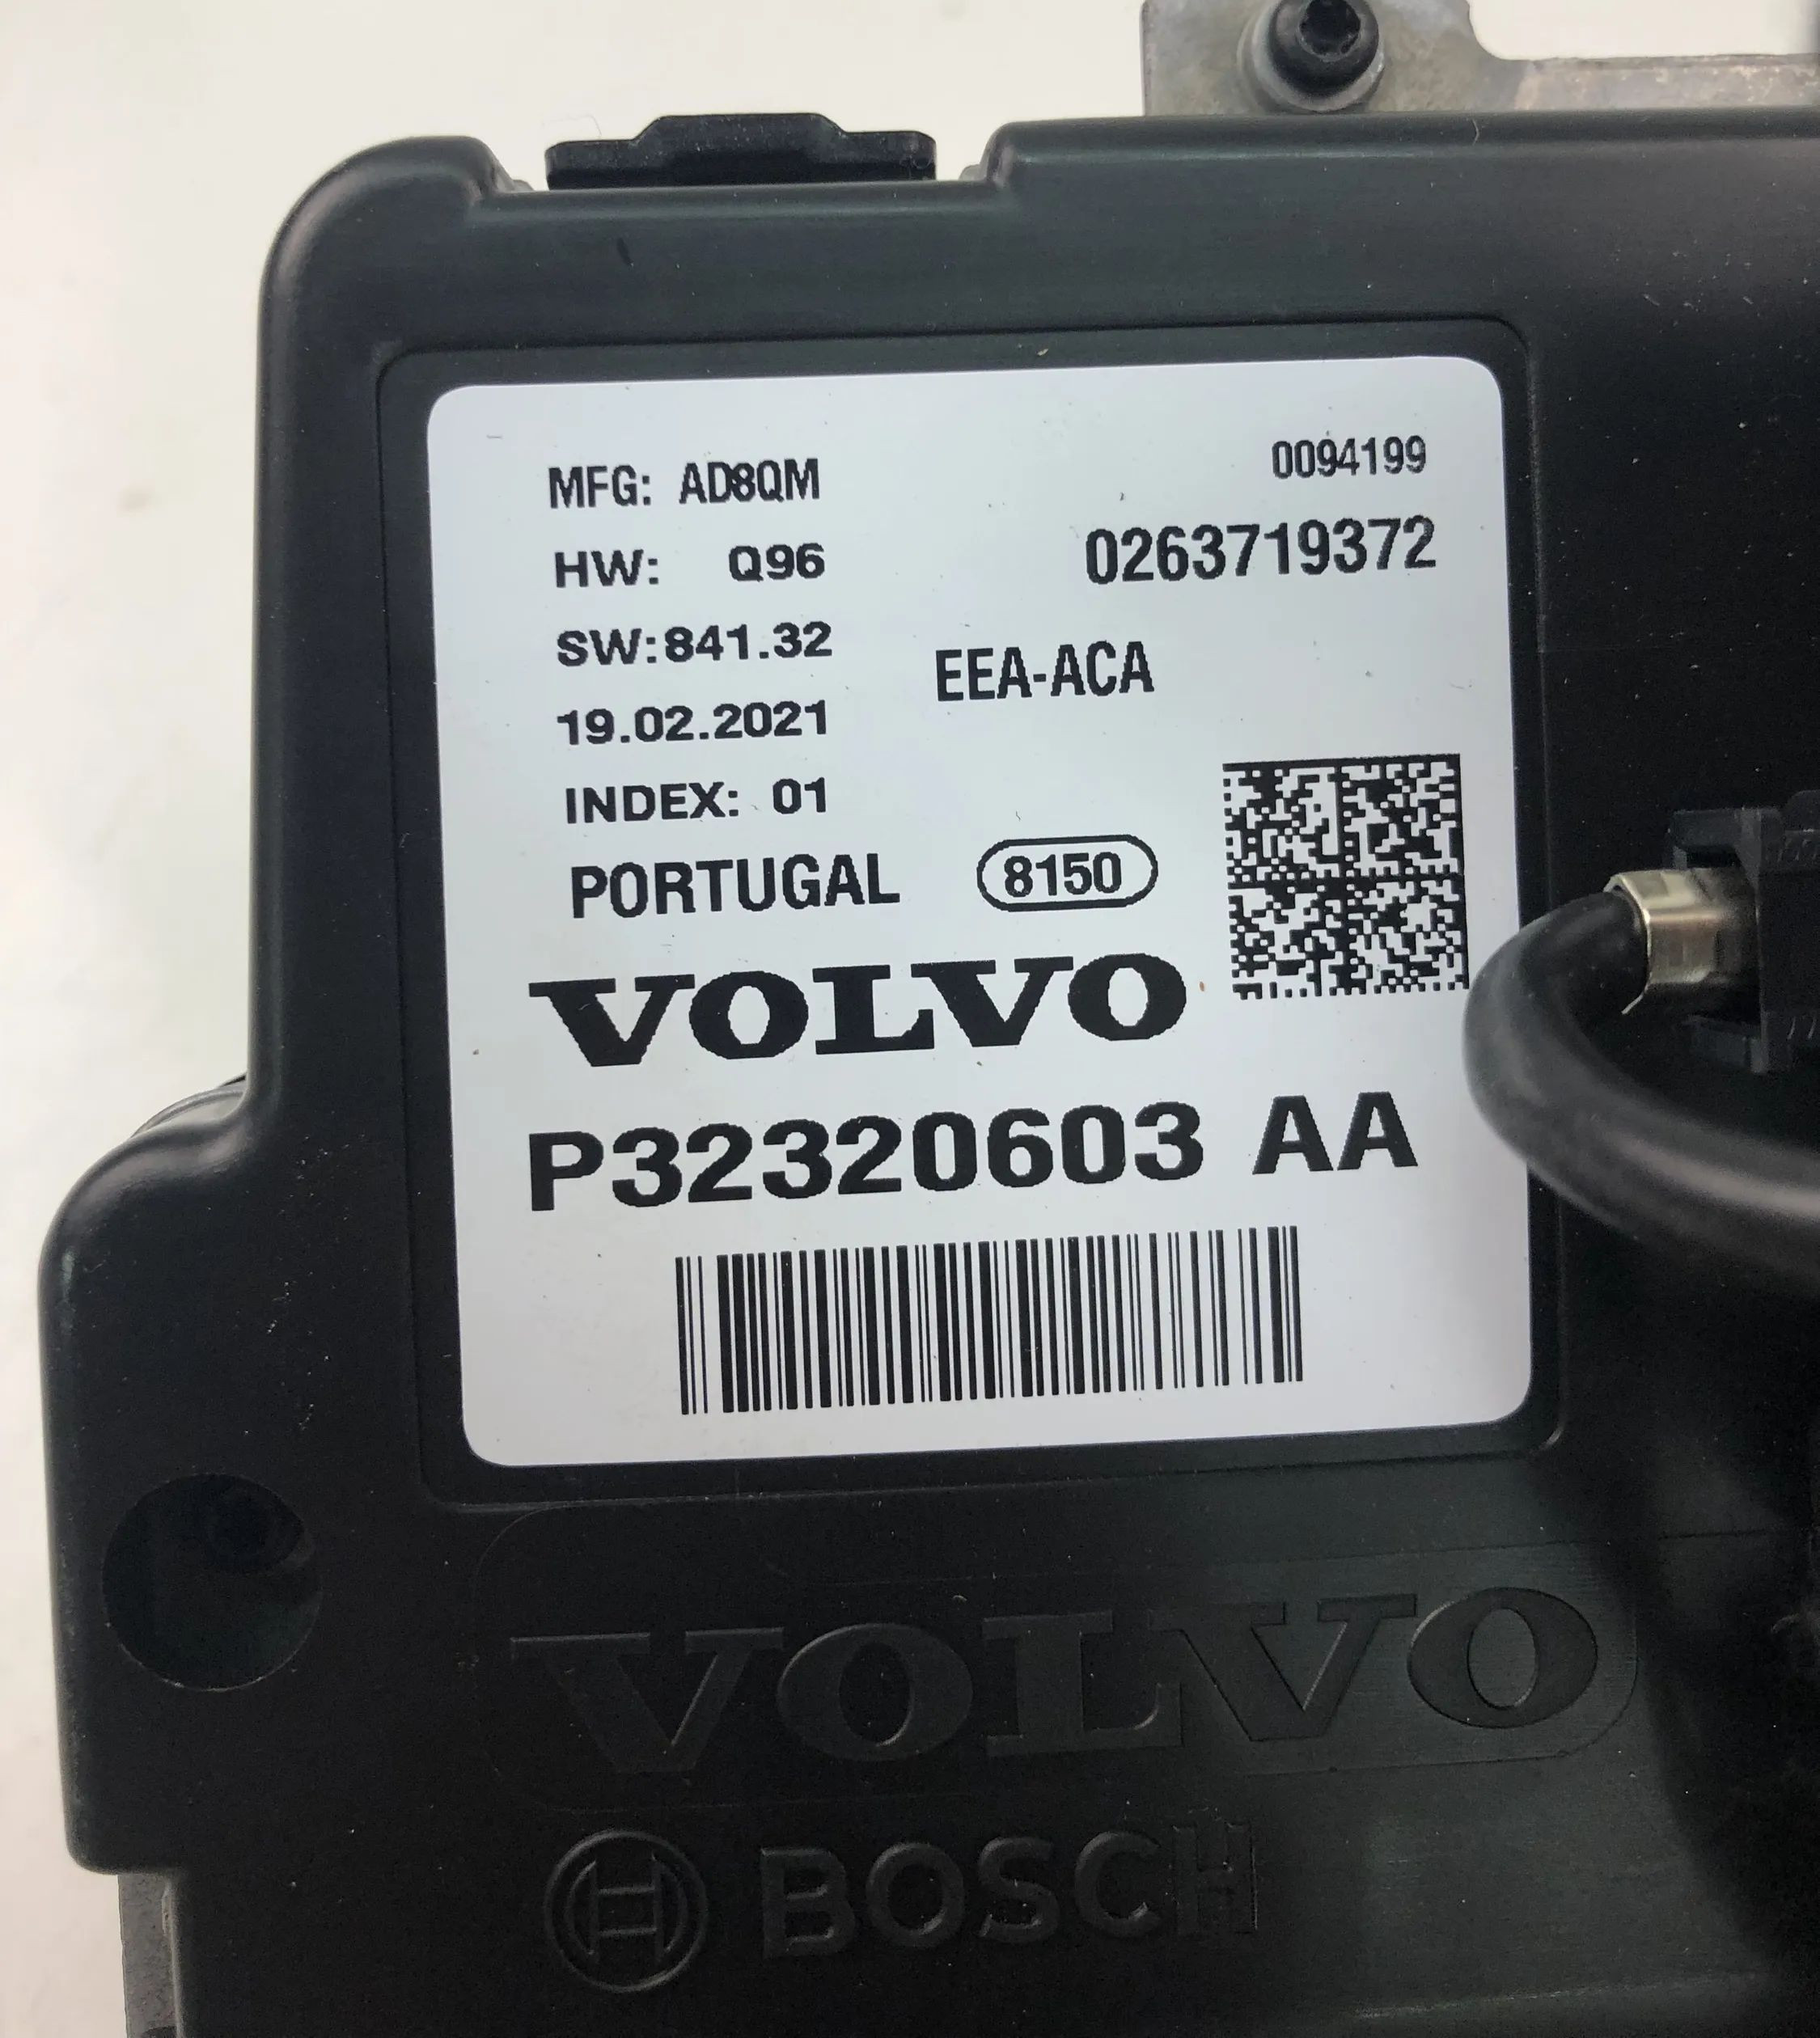 MFG: AD8QM 0094199
HW: Q96 0263719372
SW:841.32 EEA-ACA
19.02.2021
INDEX: 01
PORTUGAL 8150
VOLVO
P32320603 AA
VOLVO
BOSCH